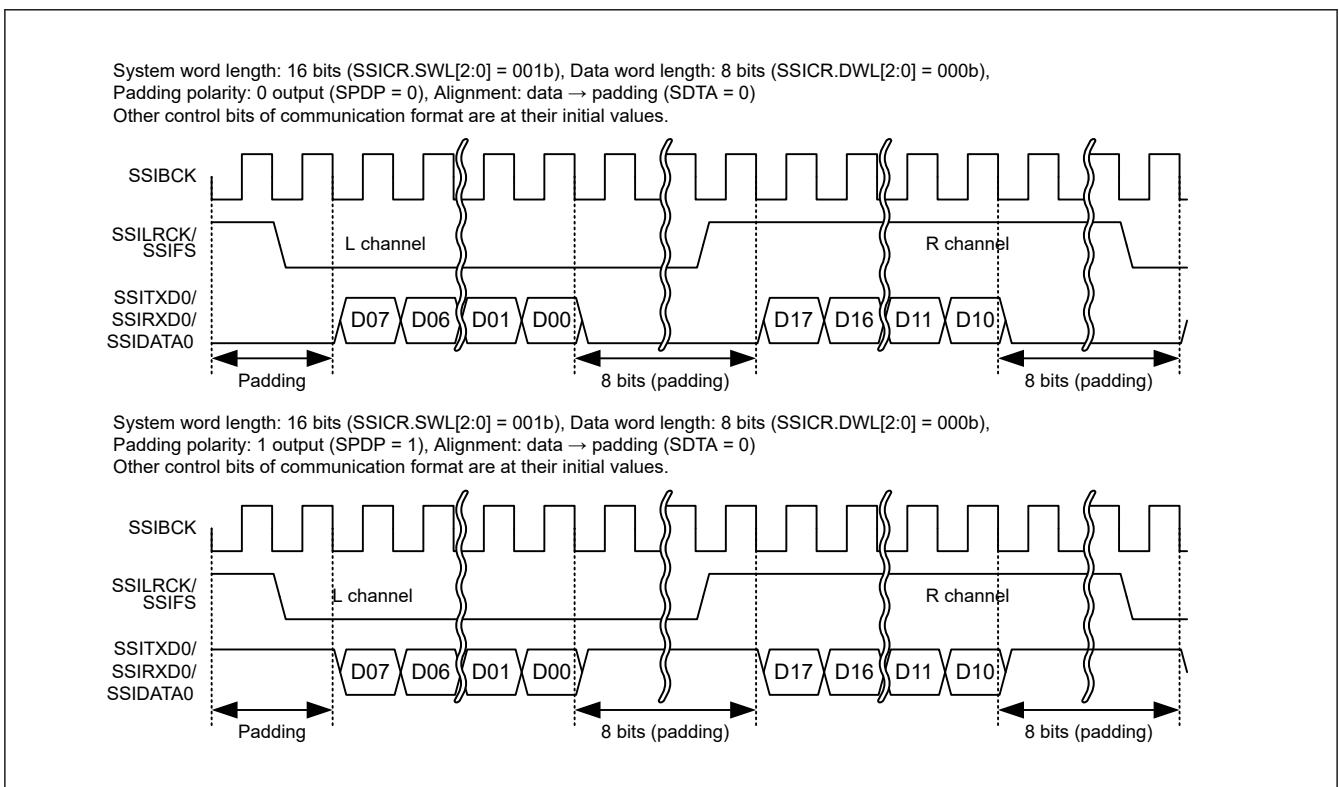 System word length: 16 bits (SSICR.SWL[2:0] = 001b), Data word length: 8 bits (SSICR.DWL[2:0] = 000b),
Padding polarity: 0 output (SPDP = 0), Alignment: data → padding (SDTA = 0)
Other control bits of communication format are at their initial values.
SSIBCK
SSILRCK/
SSIFS
L channel
R channel
SSITXD0/
SSIRXD0/
SSIDATA0
D07 D06 D01 D00 D17 D16 D11 D10
Padding 8 bits (padding) 8 bits (padding)
System word length: 16 bits (SSICR.SWL[2:0] = 001b), Data word length: 8 bits (SSICR.DWL[2:0] = 000b),
Padding polarity: 1 output (SPDP = 1), Alignment: data → padding (SDTA = 0)
Other control bits of communication format are at their initial values.
SSIBCK
SSILRCK/
SSIFS
L channel
R channel
SSITXD0/
SSIRXD0/
SSIDATA0
D07 D06 D01 D00 D17 D16 D11 D10
Padding 8 bits (padding) 8 bits (padding)